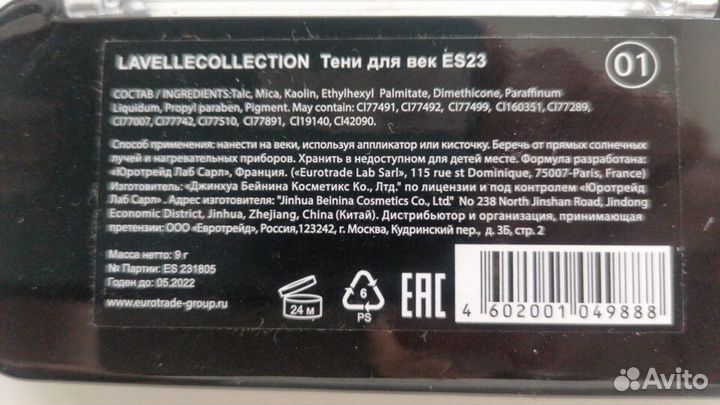 LAVELLECOLLECTION Тени для век ES23
01
СОСТАВ / INGREDIENTS:Talc, Mica, Kaolin, Ethylhexyl Palmitate, Dimethicone, Paraffinum
Liquidum, Propyl paraben, Pigment. May contain: CI77491, CI77492, CI77499, CI160351, CI77289,
CI77007, CI77742, CI77510, CI77891, CI19140, CI42090.
Способ применения: нанести на веки, используя аппликатор или кисточку. Беречь от прямых солнечных
лучей и нагревательных приборов. Хранить в недоступном для детей месте. Формула разработана:
«Юротрейд Лаб Сарл», Франция. («Eurotrade Lab Sarl», 115 rue st Dominique, 75007-Paris, France)
Изготовитель: «Джинхуа Бейнина Косметикс Ко., Лтд." по лицензии и под контролем «Юротрейд
Лаб Сарл» . Адрес изготовителя: "Jinhua Beinina Cosmetics Co., Ltd." No 238 North Jinshan Road, Jindong
Economic District, Jinhua, Zhejiang, China (Китай). Дистрибьютор и организация, принимающая
претензии: ООО «Евротрейд», Россия,123242, г. Москва, Кудринский пер., д. 3Б, стр. 2
Масса нетто: 9 г
№ Партии: ES 231805
Годен до: 05.2022
www.eurotrade-group.ru
24 М
6
PS
EAC
4 602001 049888
Avito